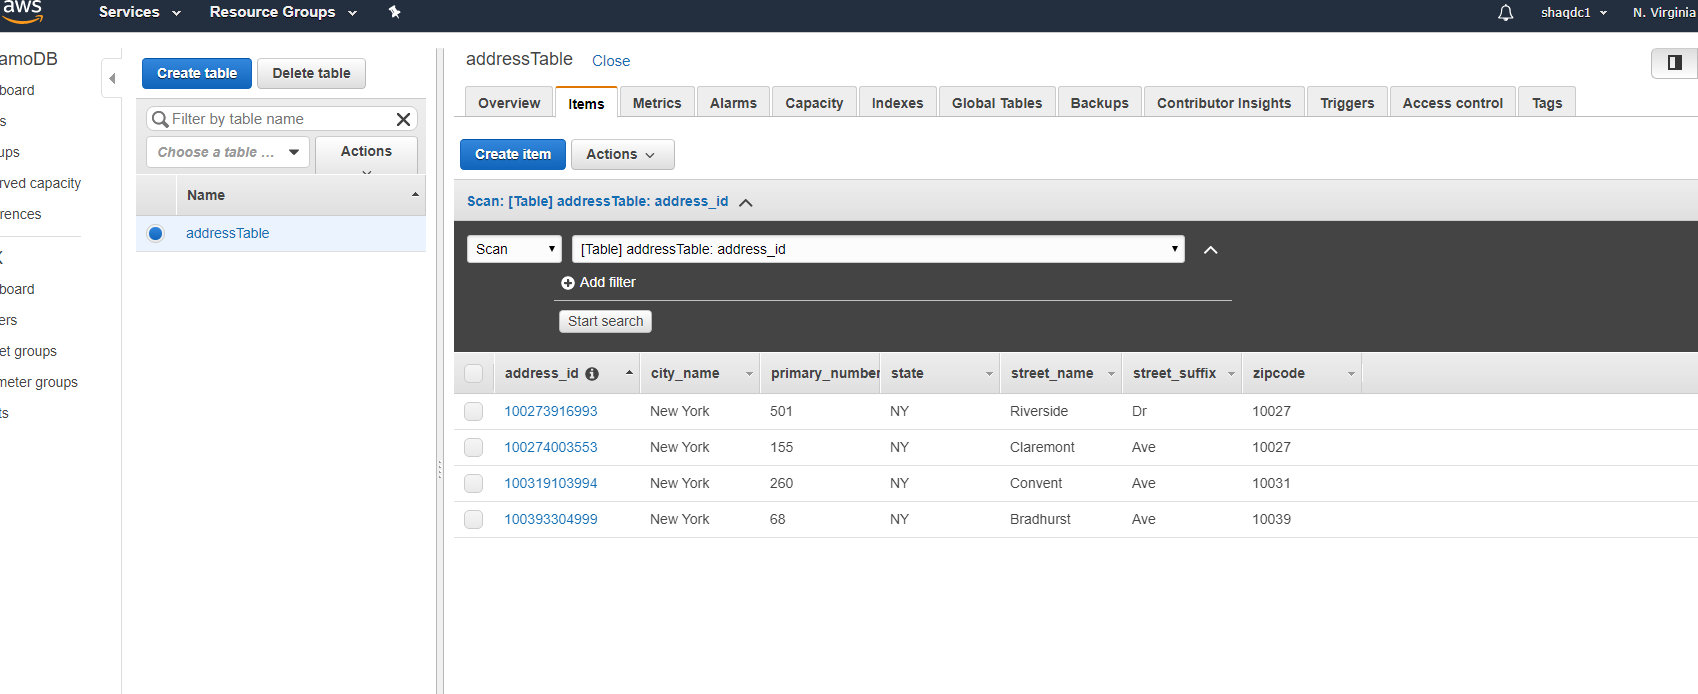 aws Services Resource Groups shaqdc1 N. Virginia
amoDB
board
s
ups
rved capacity
rences
board
ers
et groups
meter groups
ts
Create table Delete table
Filter by table name
Choose a table ... Actions
Name
addressTable
addressTable Close
Overview Items Metrics Alarms Capacity Indexes Global Tables Backups Contributor Insights Triggers Access control Tags
Create item Actions
Scan: [Table] addressTable: address_id
Scan [Table] addressTable: address_id
Add filter
Start search
address_id city_name primary_number state street_name street_suffix zipcode
100273916993 New York 501 NY Riverside Dr 10027
100274003553 New York 155 NY Claremont Ave 10027
100319103994 New York 260 NY Convent Ave 10031
100393304999 New York 68 NY Bradhurst Ave 10039